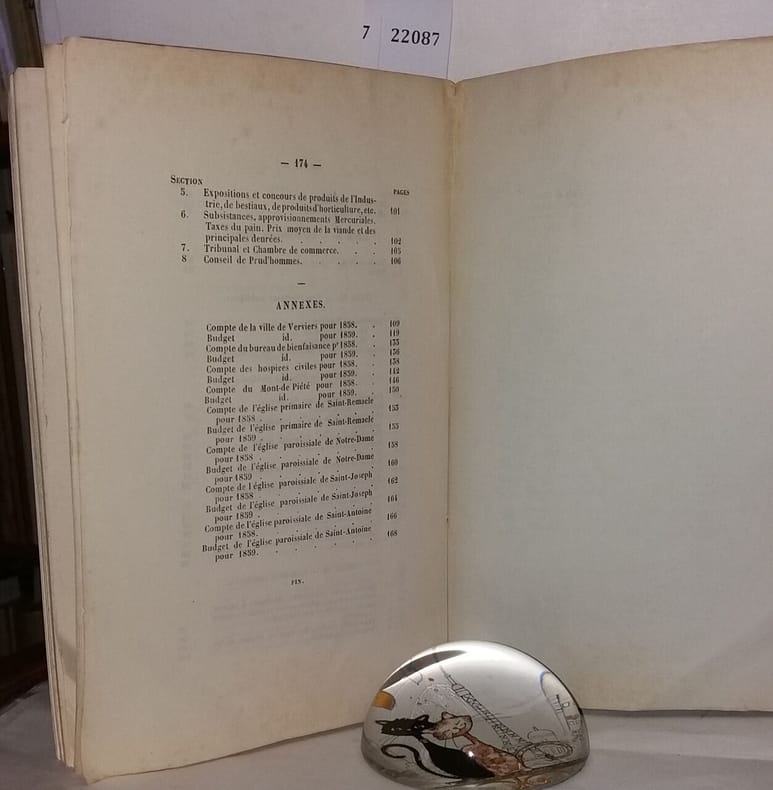 7 22087
— 174 —
SECTION
PAGES
5. Expositions et concours de produits de l'Indus-
trie, de bestiaux, de produits d'horticulture, etc. 101
6. Subsistances, approvisionnements Mercuriales.
Taxes du pain. Prix moyen de la viande et des
principales denrées. . . . . . 102
7. Tribunal et Chambre de commerce. . . 105
8 Conseil de Prud'hommes. . . . . 106
—
ANNEXES.
Compte de la ville de Verviers pour 1858. . 109
Budget id. pour 1859. . 119
Compte du bureau de bienfaisance pr 1858. . 135
Budget id. pour 1859. . 136
Compte des hospices civiles pour 1858. . 138
Budget id. pour 1859. . 142
Compte du Mont-de Piété pour 1858. . 146
Budget id. pour 1859. . 150
Compte de l'église primaire de Saint-Remacle
pour 1858 . . . . . . 153
Budget de l'église primaire de Saint-Remacle
pour 1859 . . . . . . 155
Compte de l'église paroissiale de Notre-Dame
pour 1858 . . . . . . 158
Budget de l'église paroissiale de Notre-Dame
pour 1859 . . . . . . 160
Compte de l'église paroissiale de Saint-Joseph
pour 1858 . . . . . . 162
Budget de l'église paroissiale de Saint-Joseph
pour 1859 . . . . . . 164
Compte de l'église paroissiale de Saint-Antoine
pour 1858. . . . . . 166
Budget de l'église paroissiale de Saint-Antoine
pour 1859. . . . . . 168
FIN.